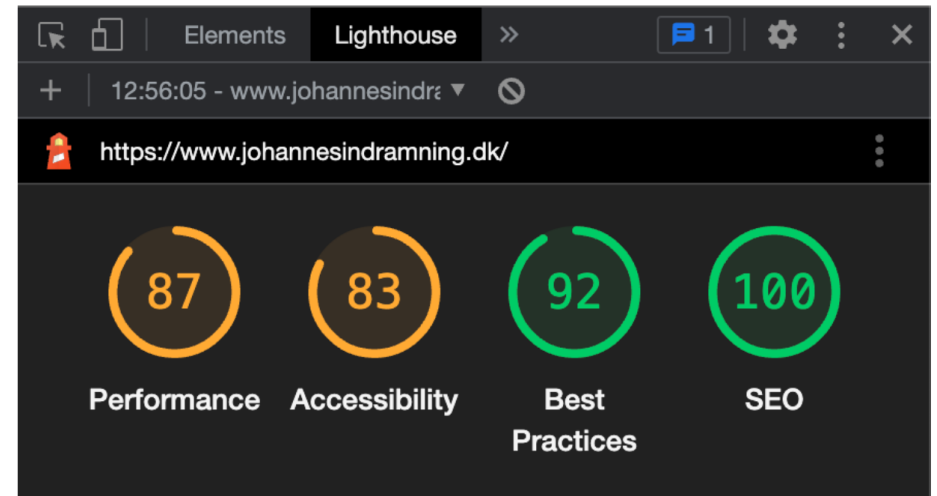 Elements Lighthouse » 1
+ 12:56:05 - www.johannesindra
https://www.johannesindramning.dk/
87 83 92 100
Performance Accessibility Best Practices SEO